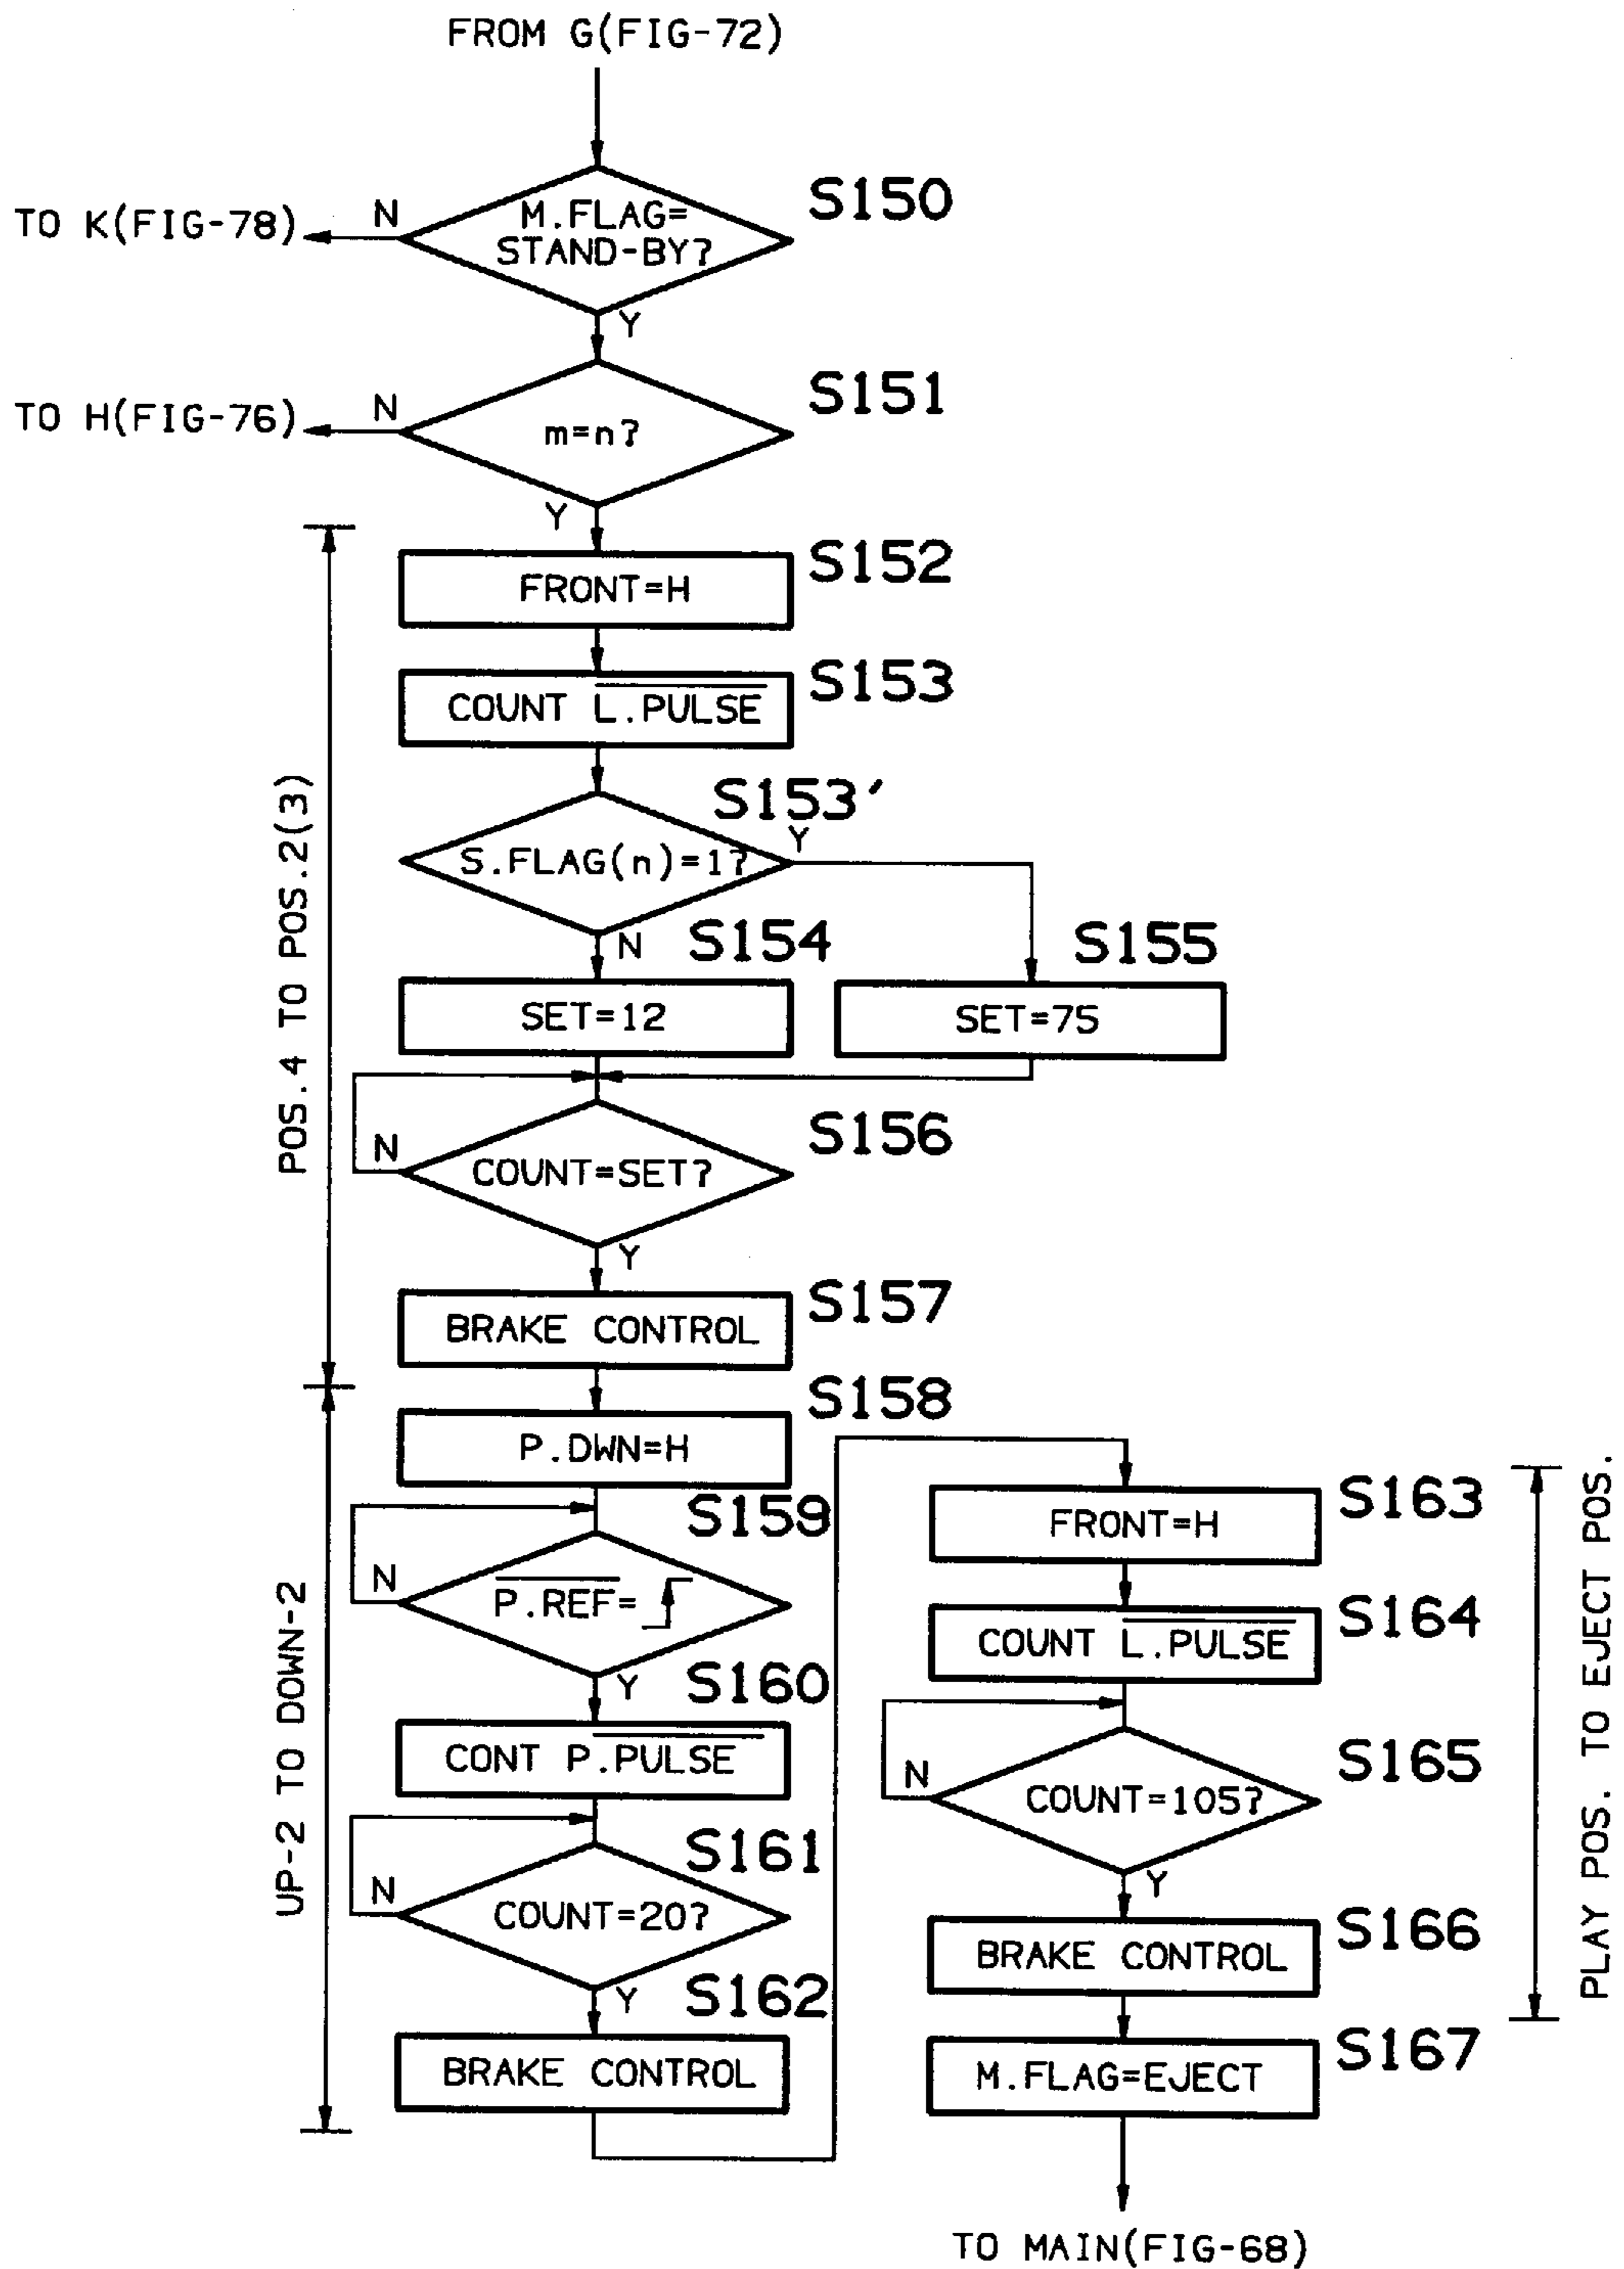 FROM G(FIG-72)
S150
M.FLAG=
STAND-BY?
N
TO K(FIG-78)
Y
S151
m=n?
N
TO H(FIG-76)
Y
POS.4 TO POS.2(3)
S152
FRONT=H
S153
COUNT L.PULSE
S153'
S.FLAG(n)=1?
Y
N
S154
SET=12
S155
SET=75
S156
COUNT=SET?
N
Y
S157
BRAKE CONTROL
UP-2 TO DOWN-2
S158
P.DWN=H
S159
P.REF=
N
Y
S160
CONT P.PULSE
S161
COUNT=20?
N
Y
S162
BRAKE CONTROL
PLAY POS. TO EJECT POS.
S163
FRONT=H
S164
COUNT L.PULSE
S165
COUNT=105?
N
Y
S166
BRAKE CONTROL
S167
M.FLAG=EJECT
TO MAIN(FIG-68)